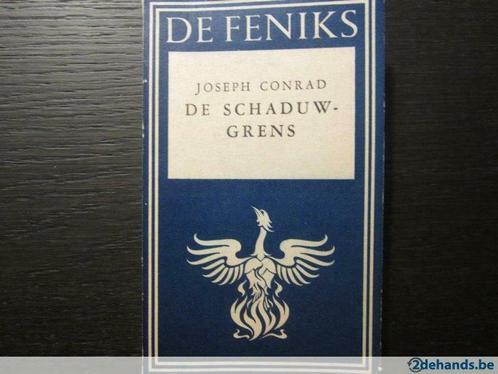 DE FENIKS
JOSEPH CONRAD
DE SCHADUW-
GRENS
2dehands.be